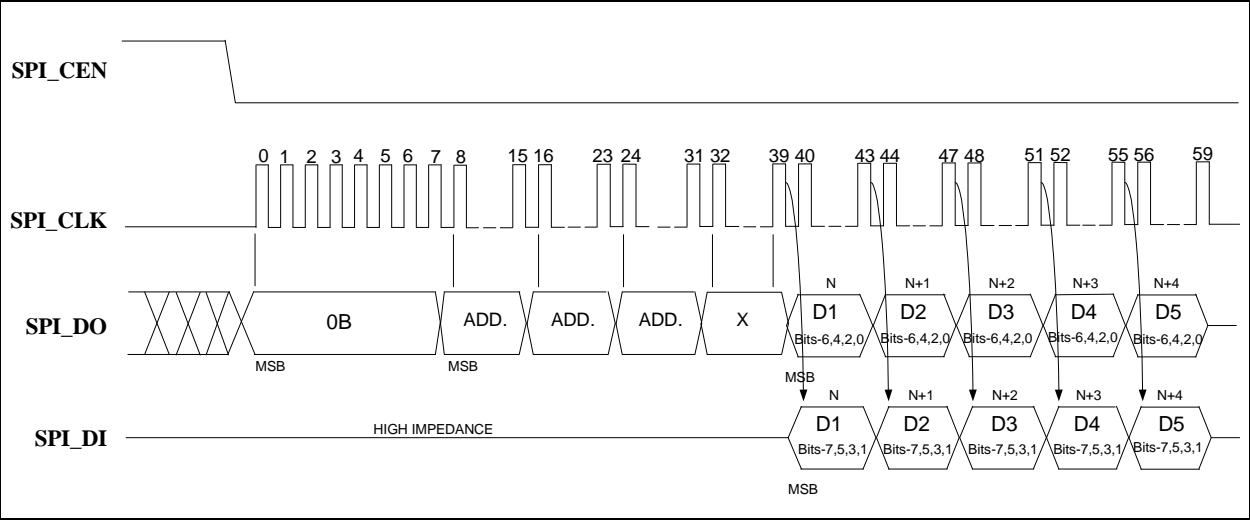 SPI_CEN
0 1 2 3 4 5 6 7 8 15 16 23 24 31 32 39 40 43 44 47 48 51 52 55 56 59
SPI_CLK
N N+1 N+2 N+3 N+4
SPI_DO 0B ADD. ADD. ADD. X D1 D2 D3 D4 D5
Bits-6,4,2,0 Bits-6,4,2,0 Bits-6,4,2,0 Bits-6,4,2,0 Bits-6,4,2,0
MSB MSB MSB
N N+1 N+2 N+3 N+4
SPI_DI HIGH IMPEDANCE D1 D2 D3 D4 D5
Bits-7,5,3,1 Bits-7,5,3,1 Bits-7,5,3,1 Bits-7,5,3,1 Bits-7,5,3,1
MSB